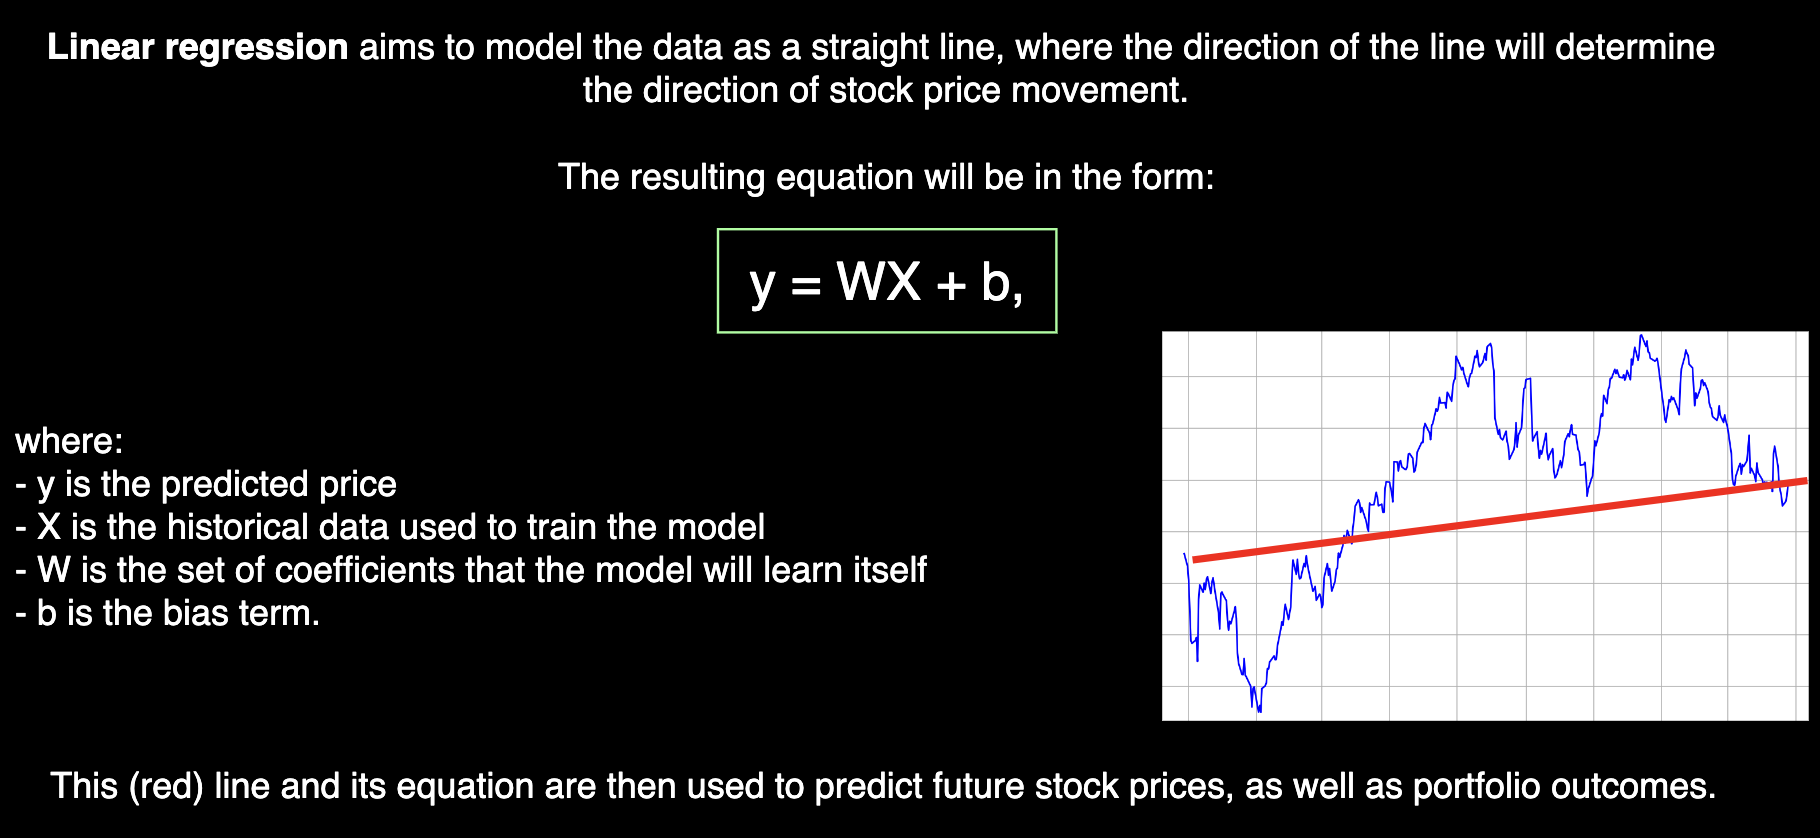 Linear regression aims to model the data as a straight line, where the direction of the line will determine
the direction of stock price movement.
The resulting equation will be in the form:
y = WX + b,
where:
- y is the predicted price
- X is the historical data used to train the model
- W is the set of coefficients that the model will learn itself
- b is the bias term.
This (red) line and its equation are then used to predict future stock prices, as well as portfolio outcomes.